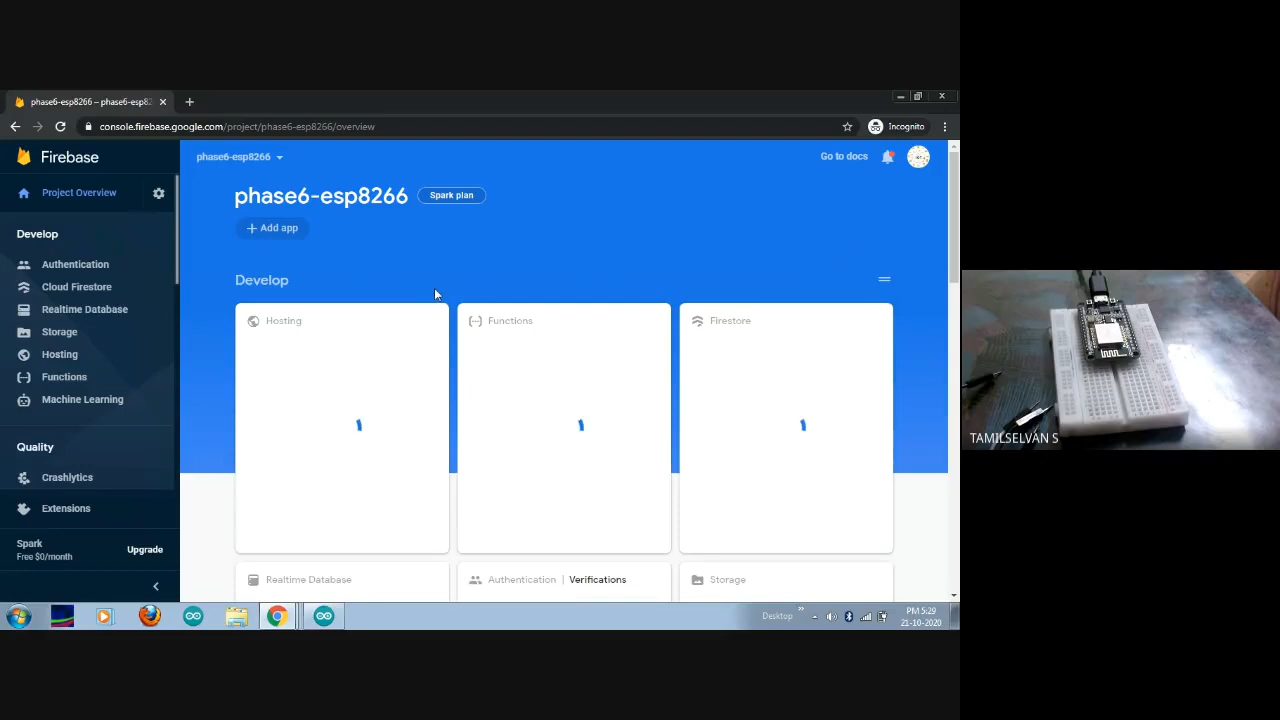 phase6-esp8266 – phase6-esp82
console.firebase.google.com/project/phase6-esp8266/overview
Incognito
Firebase
phase6-esp8266
Go to docs
Project Overview
phase6-esp8266
Spark plan
+ Add app
Develop
Authentication
Cloud Firestore
Realtime Database
Storage
Hosting
Functions
Machine Learning
Quality
Crashlytics
Extensions
Spark
Free $0/month
Upgrade
Develop
Hosting
Functions
Firestore
Realtime Database
Authentication | Verifications
Storage
Desktop
PM 5:29
21-10-2020
TAMILSELVAN S